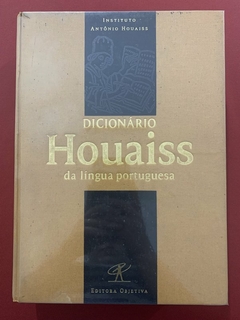 INSTITUTO
ANTÔNIO HOUAISS
DICIONÁRIO
Houaiss
da língua portuguesa
EDITORA OBJETIVA